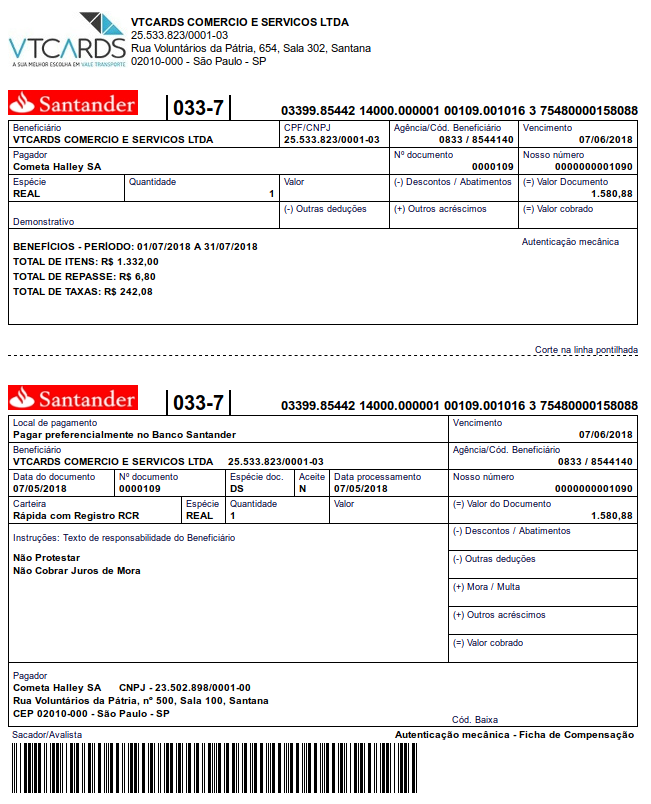 VTCARDS COMERCIO E SERVICOS LTDA
25.533.823/0001-03
Rua Voluntários da Pátria, 654, Sala 302, Santana
02010-000 - São Paulo - SP
VTCARDS
A SUA MELHOR ESCOLHA EM VALE TRANSPORTE
Santander 033-7 03399.85442 14000.000001 00109.001016 3 75480000158088
Beneficiário CPF/CNPJ Agência/Cód. Beneficiário Vencimento
VTCARDS COMERCIO E SERVICOS LTDA 25.533.823/0001-03 0833 / 8544140 07/06/2018
Pagador Nº documento Nosso número
Cometa Halley SA 0000109 0000000001090
Espécie Quantidade Valor (-) Descontos / Abatimentos (=) Valor Documento
REAL 1 1.580,88
(-) Outras deduções (+) Outros acréscimos (=) Valor cobrado
Demonstrativo
Autenticação mecânica
BENEFÍCIOS - PERÍODO: 01/07/2018 A 31/07/2018
TOTAL DE ITENS: R$ 1.332,00
TOTAL DE REPASSE: R$ 6,80
TOTAL DE TAXAS: R$ 242,08
Corte na linha pontilhada
Santander 033-7 03399.85442 14000.000001 00109.001016 3 75480000158088
Local de pagamento Vencimento
Pagar preferencialmente no Banco Santander 07/06/2018
Beneficiário Agência/Cód. Beneficiário
VTCARDS COMERCIO E SERVICOS LTDA 25.533.823/0001-03 0833 / 8544140
Data do documento Nº documento Espécie doc. Aceite Data processamento Nosso número
07/05/2018 0000109 DS N 07/05/2018 0000000001090
Carteira Espécie Quantidade Valor (=) Valor do Documento
Rápida com Registro RCR REAL 1 1.580,88
Instruções: Texto de responsabilidade do Beneficiário
Não Protestar
Não Cobrar Juros de Mora
(-) Descontos / Abatimentos
(-) Outras deduções
(+) Mora / Multa
(+) Outros acréscimos
(=) Valor cobrado
Pagador
Cometa Halley SA CNPJ - 23.502.898/0001-00
Rua Voluntários da Pátria, nº 500, Sala 100, Santana
CEP 02010-000 - São Paulo - SP
Cód. Baixa
Sacador/Avalista Autenticação mecânica - Ficha de Compensação